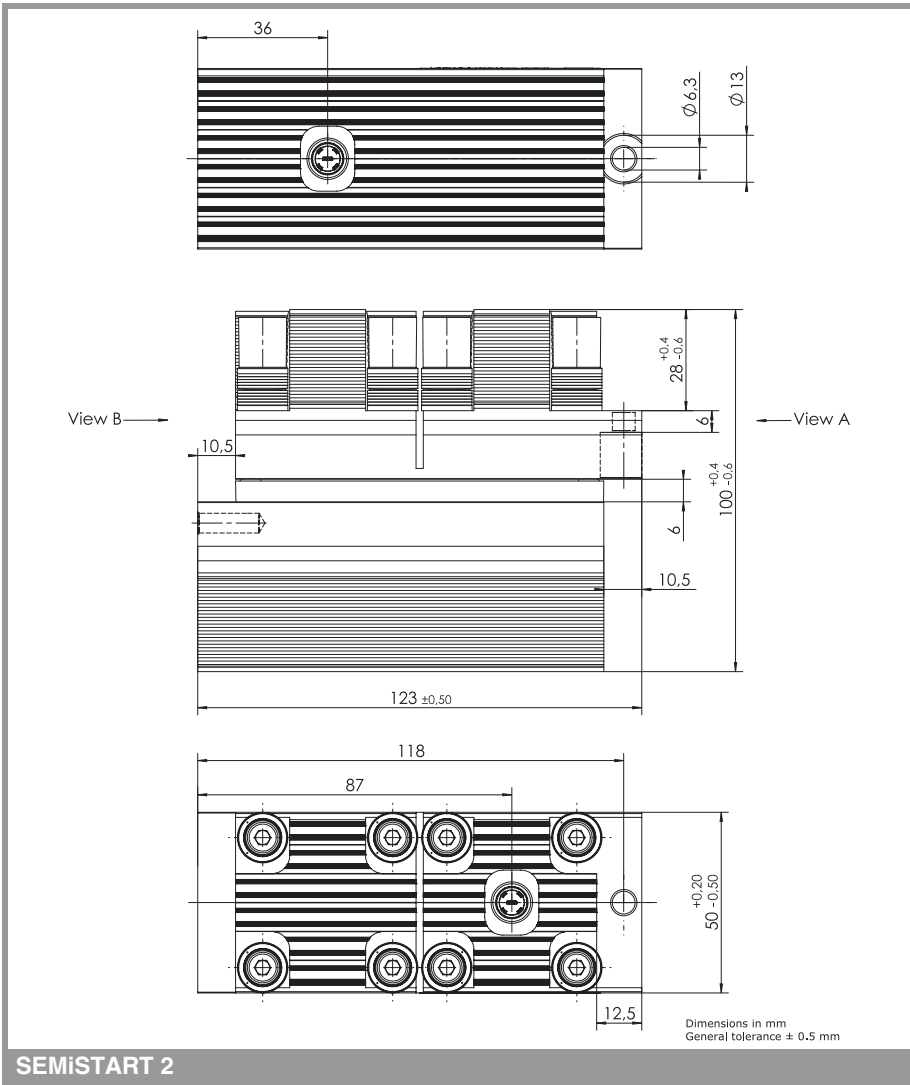 36
Ø6,3
Ø13
28 +0,4 -0,6
View B
View A
6
10,5
100 +0,4 -0,6
6
10,5
123 ±0,50
118
87
50 +0,20 -0,50
12,5
Dimensions in mm
General tolerance ± 0.5 mm
SEMiSTART 2